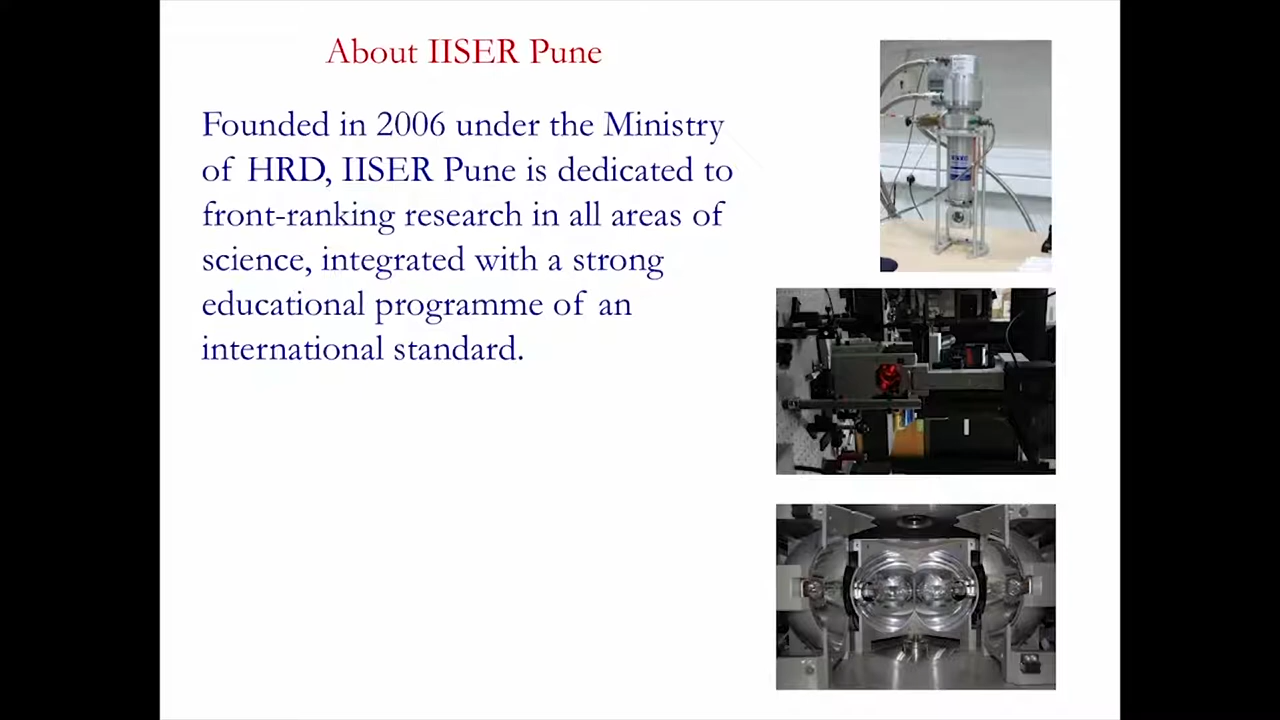 About IISER Pune
Founded in 2006 under the Ministry
of HRD, IISER Pune is dedicated to
front-ranking research in all areas of
science, integrated with a strong
educational programme of an
international standard.